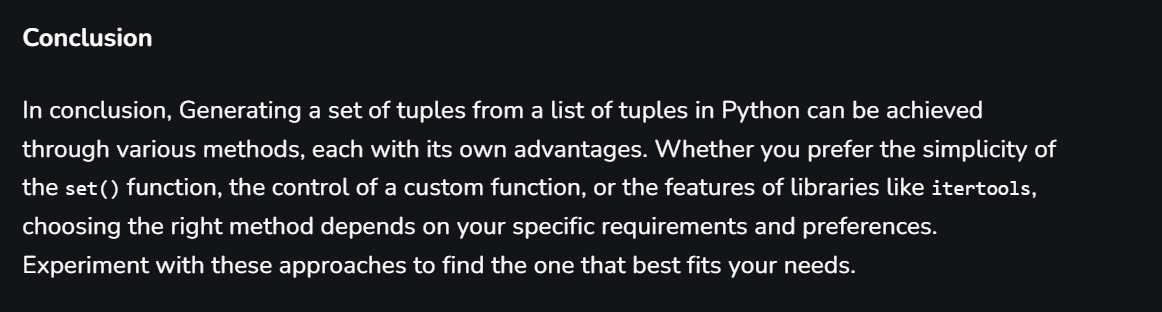 Conclusion
In conclusion, Generating a set of tuples from a list of tuples in Python can be achieved
through various methods, each with its own advantages. Whether you prefer the simplicity of
the set() function, the control of a custom function, or the features of libraries like itertools,
choosing the right method depends on your specific requirements and preferences.
Experiment with these approaches to find the one that best fits your needs.